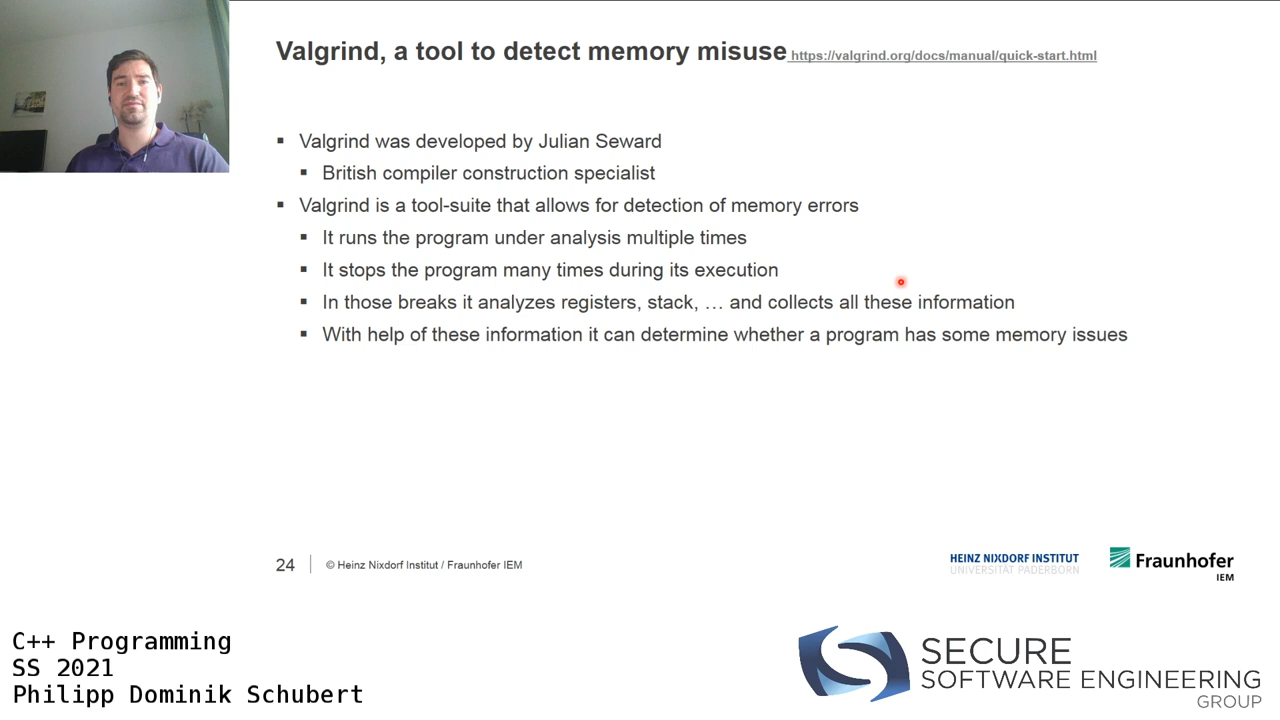 Valgrind, a tool to detect memory misuse https://valgrind.org/docs/manual/quick-start.html
Valgrind was developed by Julian Seward
British compiler construction specialist
Valgrind is a tool-suite that allows for detection of memory errors
It runs the program under analysis multiple times
It stops the program many times during its execution
In those breaks it analyzes registers, stack, … and collects all these information
With help of these information it can determine whether a program has some memory issues
24 © Heinz Nixdorf Institut / Fraunhofer IEM
HEINZ NIXDORF INSTITUT
UNIVERSITÄT PADERBORN
Fraunhofer
IEM
C++ Programming
SS 2021
Philipp Dominik Schubert
SECURE
SOFTWARE ENGINEERING
GROUP